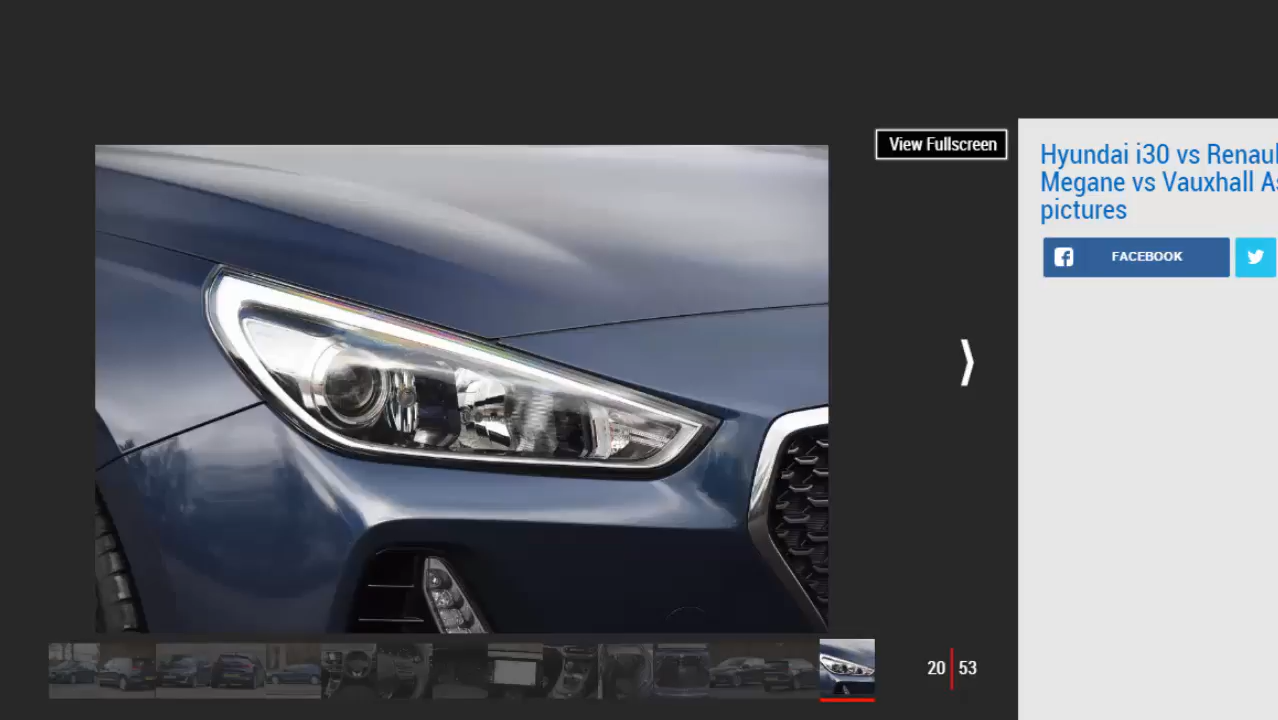 View Fullscreen
Hyundai i30 vs Renaul
Megane vs Vauxhall As
pictures
FACEBOOK
20 53